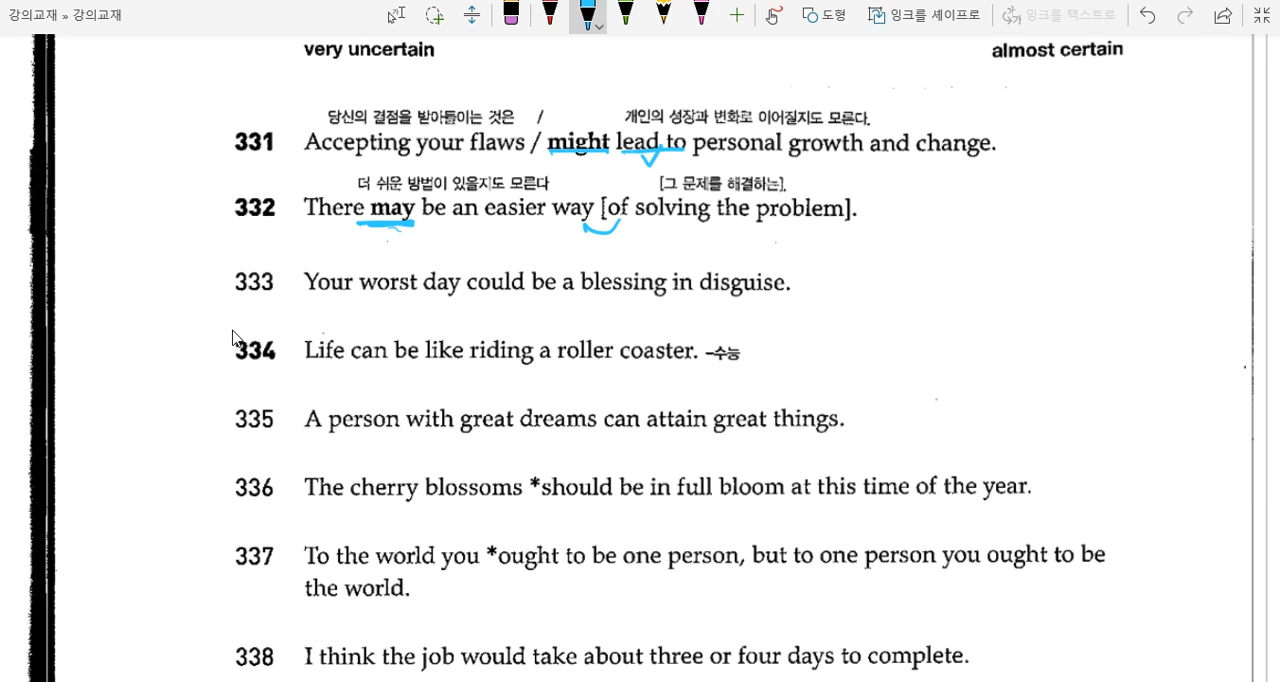 강의교재 » 강의교재
도형
잉크를 셰이프로
잉크를 텍스트로
very uncertain
almost certain
당신의 결점을 받아들이는 것은 / 개인의 성장과 변화로 이어질지도 모른다.
331 Accepting your flaws / might lead to personal growth and change.
더 쉬운 방법이 있을지도 모른다 [그 문제를 해결하는].
332 There may be an easier way [of solving the problem].
333 Your worst day could be a blessing in disguise.
334 Life can be like riding a roller coaster. –수능
335 A person with great dreams can attain great things.
336 The cherry blossoms *should be in full bloom at this time of the year.
337 To the world you *ought to be one person, but to one person you ought to be
the world.
338 I think the job would take about three or four days to complete.